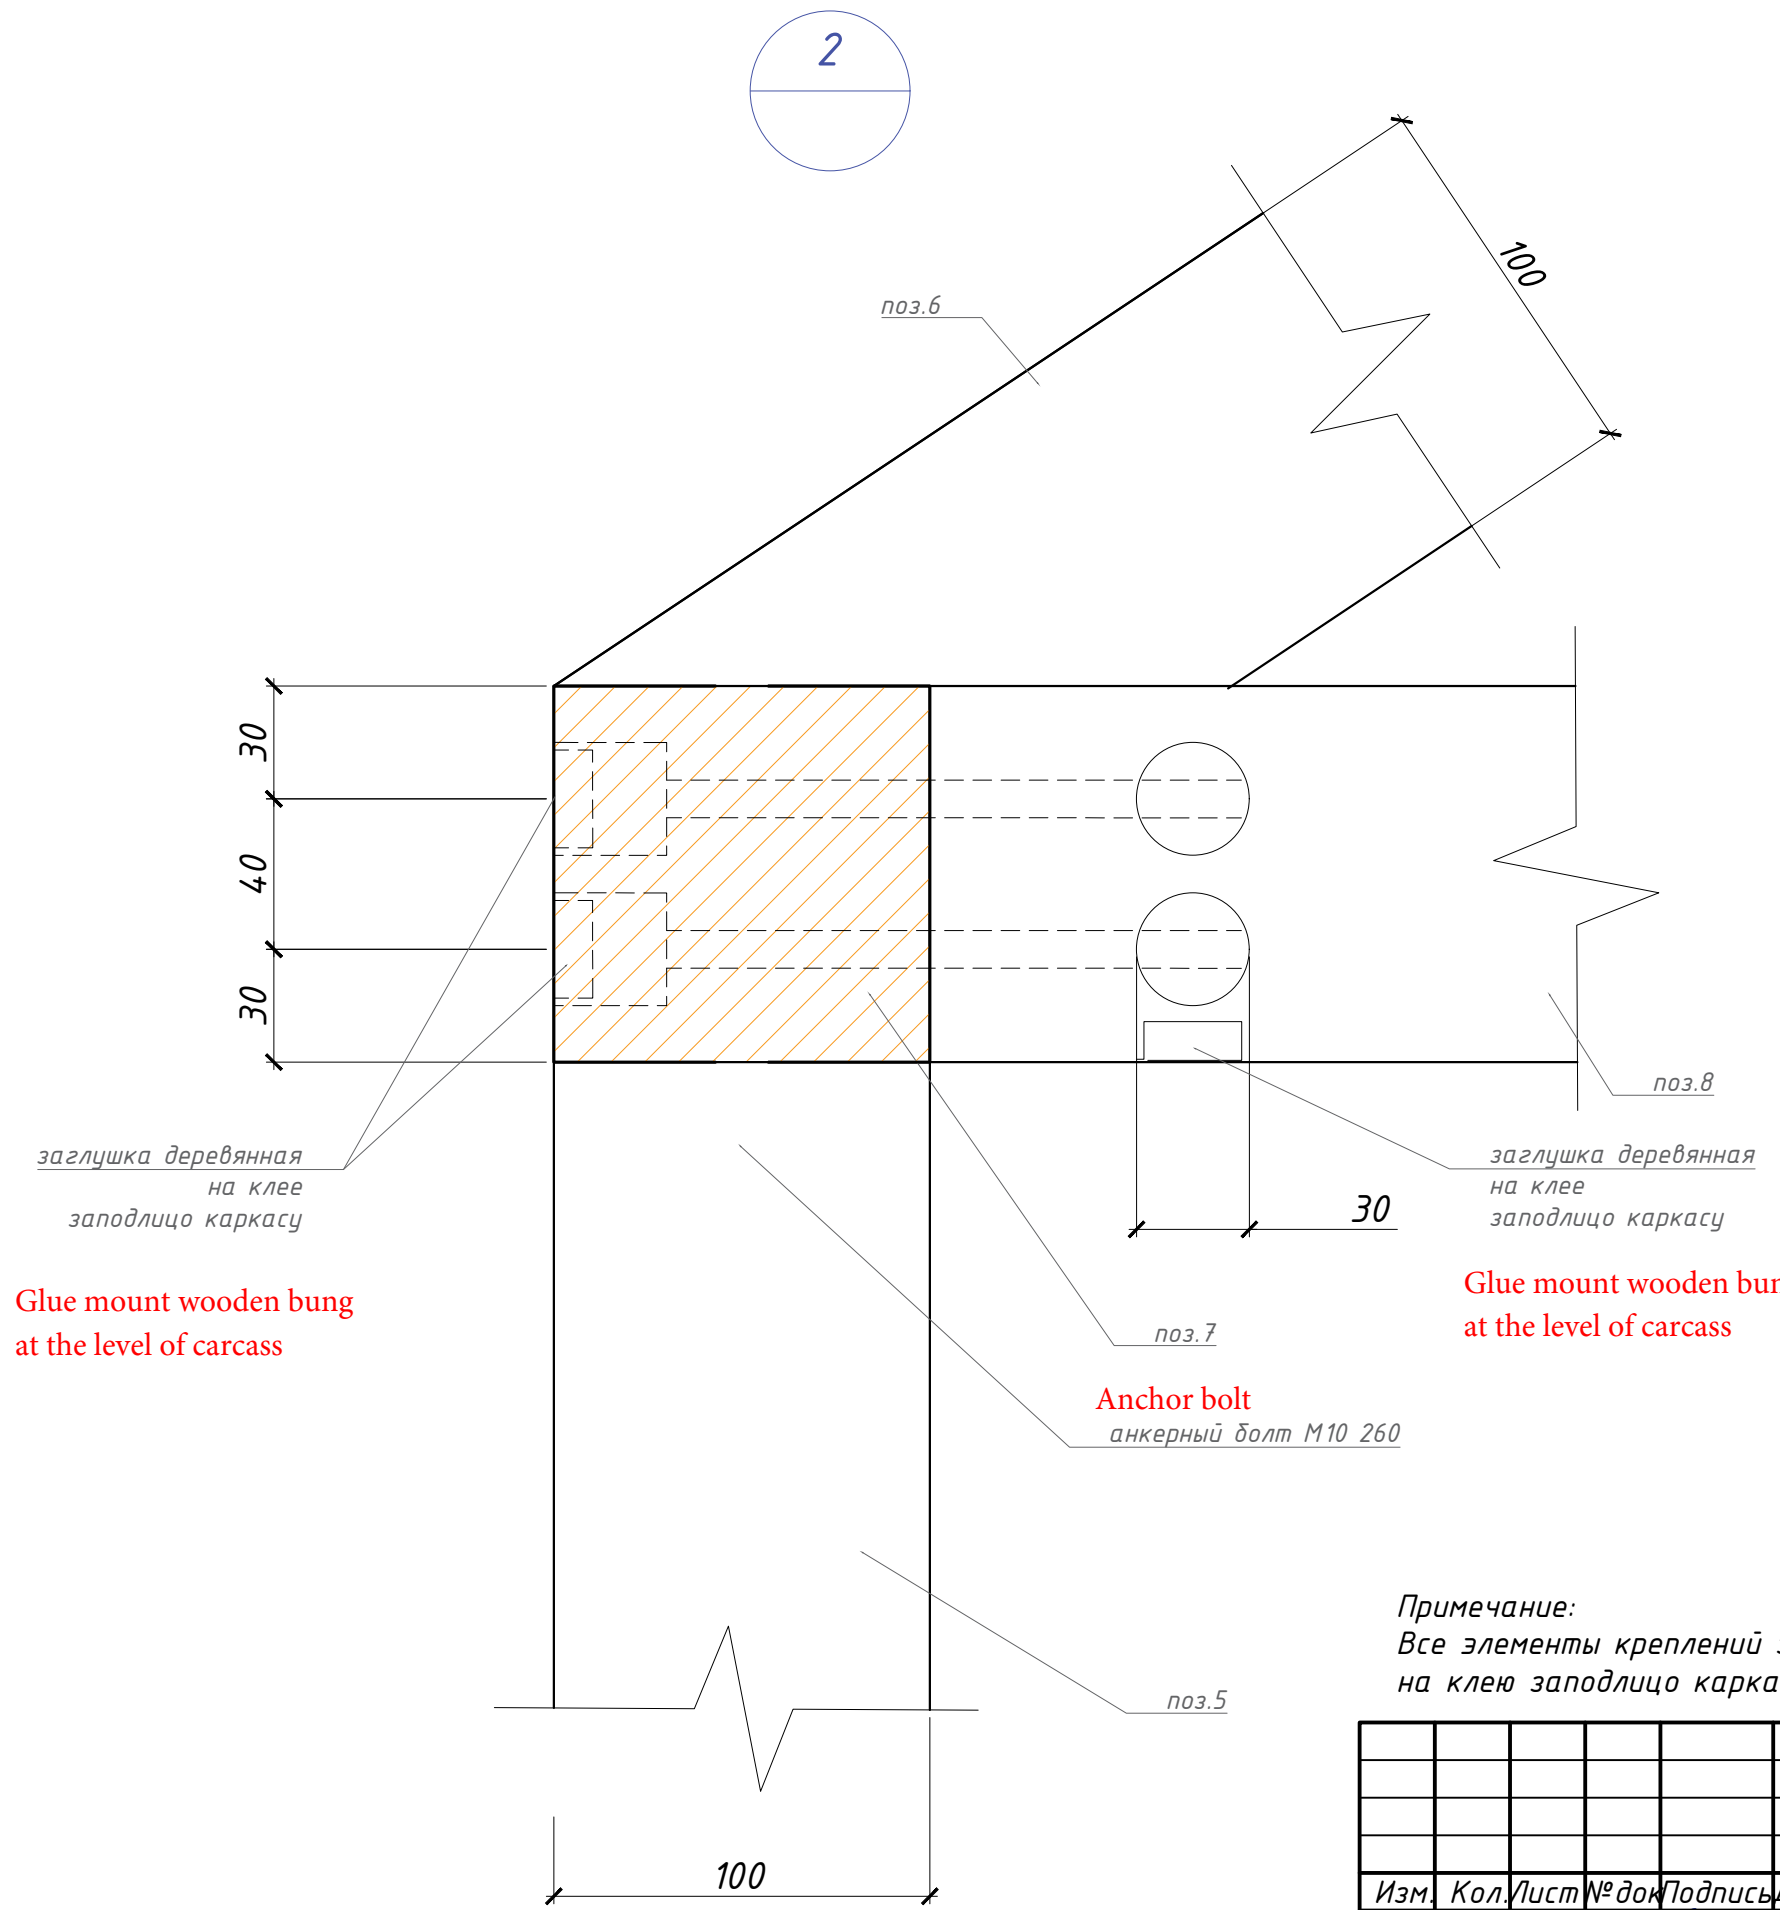 2
100
поз.6
30
40
30
поз.8
заглушка деревянная
на клее
заподлицо каркасу
заглушка деревянная
на клее
заподлицо каркасу
30
Glue mount wooden bung
at the level of carcass
Glue mount wooden
at the level of carcass
поз.7
Anchor bolt
анкерный болт М10 260
Примечание:
Все элементы креплений
на клею заподлицо
поз.5
100
Изм. Кол. Лист №док Подпись